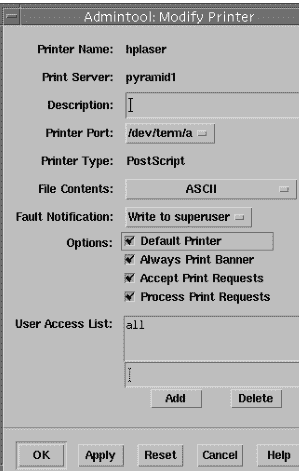 Admintool: Modify Printer
Printer Name: hplaser
Print Server: pyramid1
Description:
Printer Port: /dev/term/a
Printer Type: PostScript
File Contents: ASCII
Fault Notification: Write to superuser
Options: Default Printer
Always Print Banner
Accept Print Requests
Process Print Requests
User Access List: all
Add Delete
OK Apply Reset Cancel Help